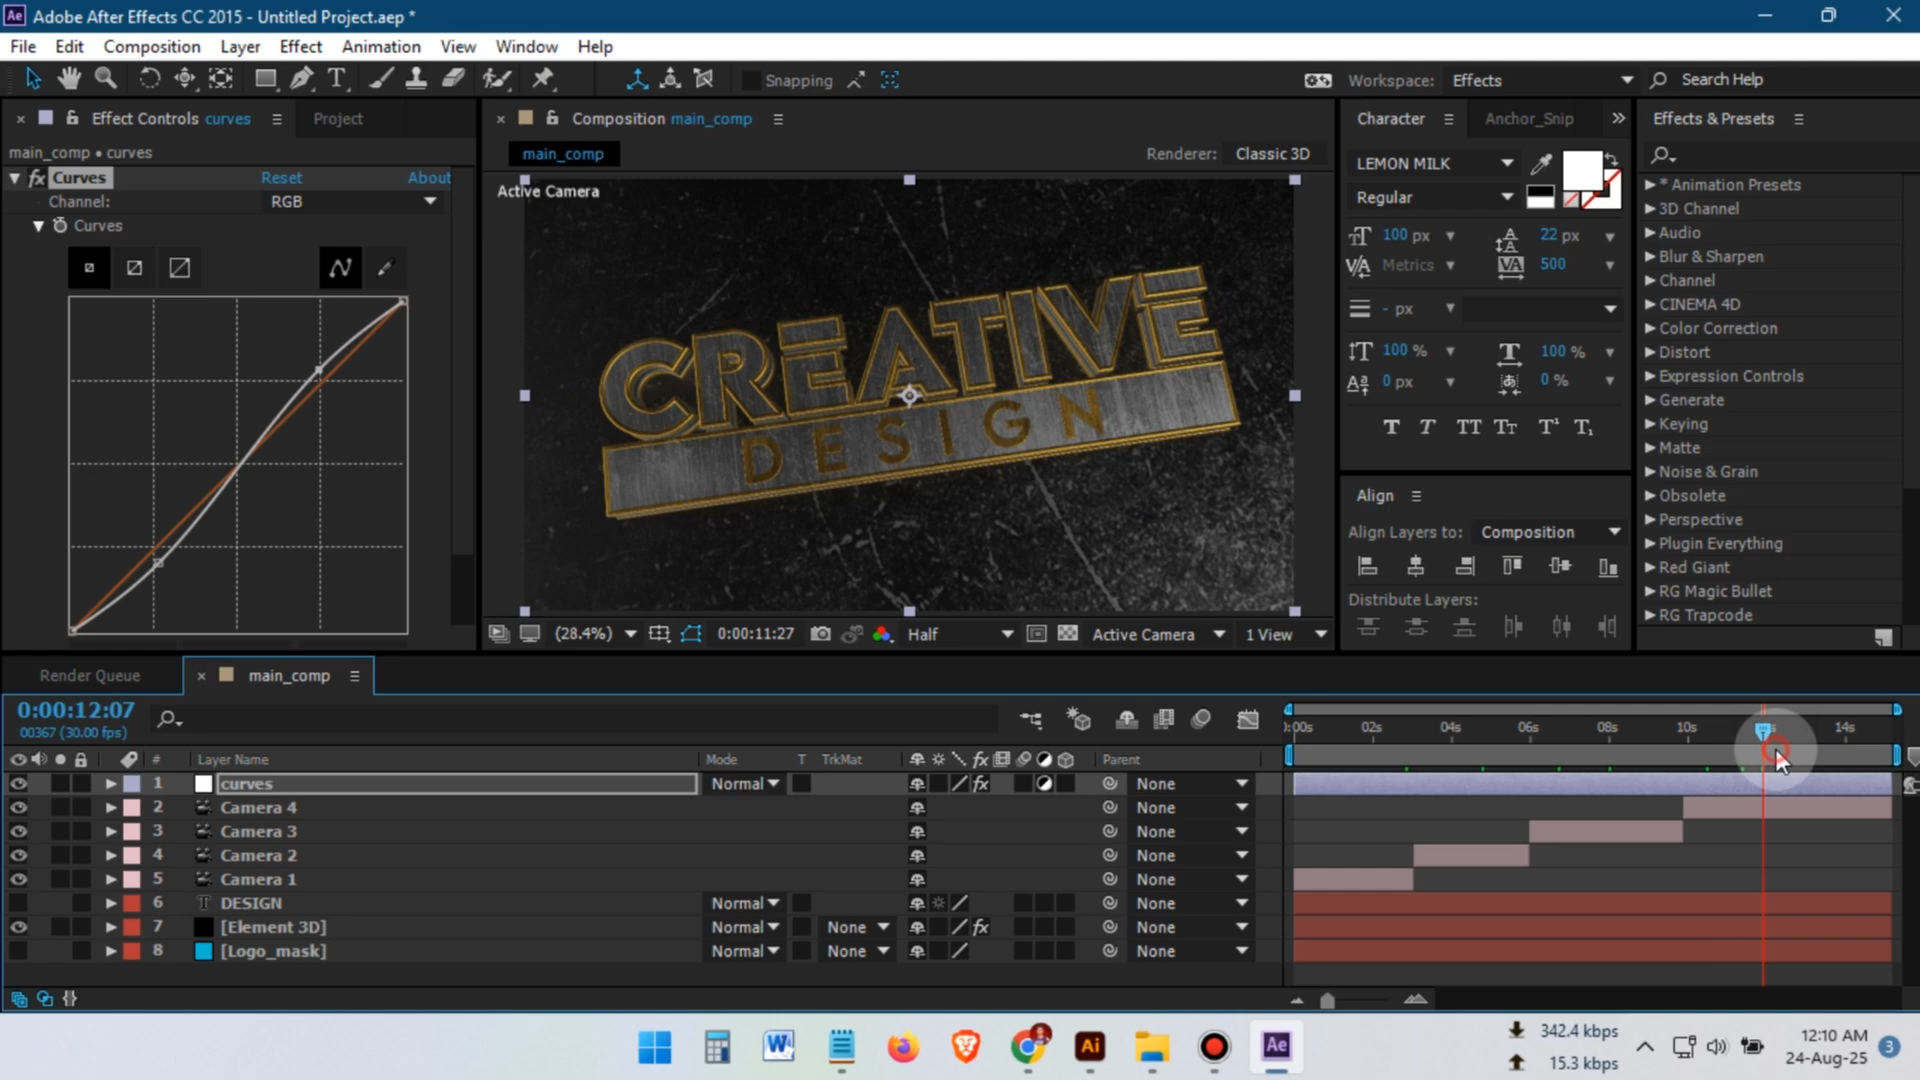 Ae Adobe After Effects CC 2015 - Untitled Project.aep *
File Edit Composition Layer Effect Animation View Window Help
Snapping
Workspace: Effects
Search Help
Effect Controls curves
Project
main_comp • curves
fx Curves Reset About
Channel: RGB
Curves
Composition main_comp
main_comp
Renderer: Classic 3D
Active Camera
CREATIVE
DESIGN
(28.4%) 0:00:11:27 Half Active Camera 1 View
Character Anchor_Snip
LEMON MILK
Regular
100 px 22 px
Metrics 500
- px
100 % 100 %
0 px 0 %
Align
Align Layers to: Composition
Distribute Layers:
Effects & Presets
* Animation Presets
3D Channel
Audio
Blur & Sharpen
Channel
CINEMA 4D
Color Correction
Distort
Expression Controls
Generate
Keying
Matte
Noise & Grain
Obsolete
Perspective
Plugin Everything
Red Giant
RG Magic Bullet
RG Trapcode
Render Queue main_comp
0:00:12:07
00367 (30.00 fps)
:00s 02s 04s 06s 08s 10s 14s
# Layer Name Mode T TrkMat fx Parent
1 curves Normal fx None
2 Camera 4 None
3 Camera 3 None
4 Camera 2 None
5 Camera 1 None
6 T DESIGN Normal None
7 [Element 3D] Normal None fx None
8 [Logo_mask] Normal None None
W Ai Ae
342.4 kbps
15.3 kbps
12:10 AM
24-Aug-25
3